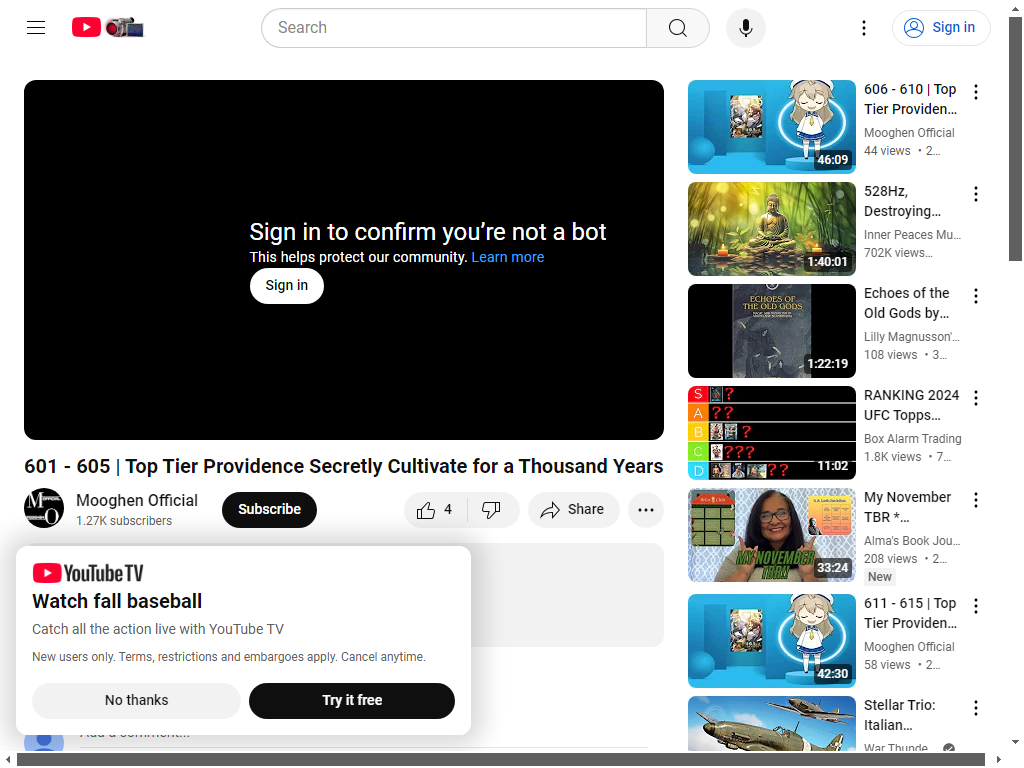 Search
Sign in
Sign in to confirm you’re not a bot
This helps protect our community. Learn more
Sign in
601 - 605 | Top Tier Providence Secretly Cultivate for a Thousand Years
Mooghen Official
1.27K subscribers
Subscribe
4
Share
YouTube TV
Watch fall baseball
Catch all the action live with YouTube TV
New users only. Terms, restrictions and embargoes apply. Cancel anytime.
No thanks
Try it free
Add a comment...
46:09
606 - 610 | Top
Tier Providen...
Mooghen Official
44 views • 2...
1:40:01
528Hz,
Destroying...
Inner Peaces Mu...
702K views...
ECHOES OF
THE OLD GODS
1:22:19
Echoes of the
Old Gods by...
Lilly Magnusson'...
108 views • 3...
S ?
A ? ?
B ?
C ???
D ??
11:02
RANKING 2024
UFC Topps...
Box Alarm Trading
1.8K views • 7...
MY NOVEMBER
TBR!!
33:24
My November
TBR *...
Alma's Book Jou...
208 views • 2...
New
42:30
611 - 615 | Top
Tier Providen...
Mooghen Official
58 views • 2...
Stellar Trio:
Italian...
War Thunde...